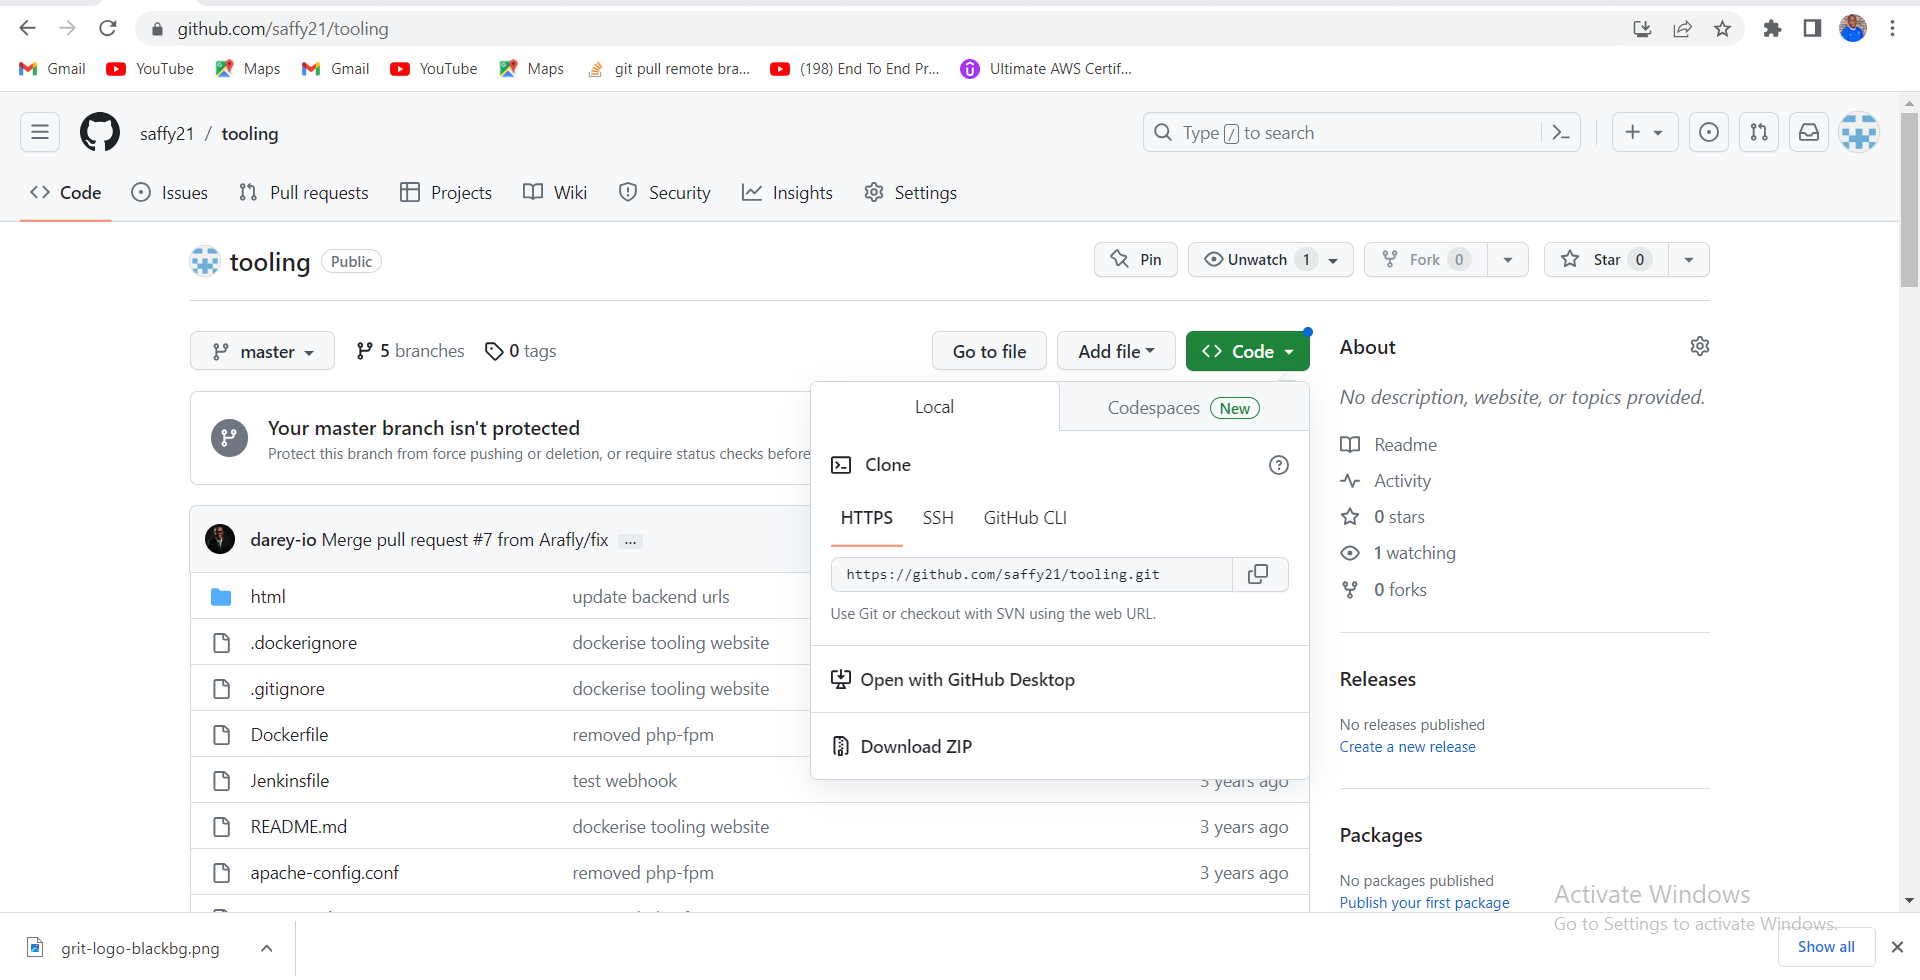 github.com/saffy21/tooling
Gmail YouTube Maps Gmail YouTube Maps git pull remote bra... (198) End To End Pr... Ultimate AWS Certif...
saffy21 / tooling
Type / to search
Code Issues Pull requests Projects Wiki Security Insights Settings
tooling Public
Pin Unwatch 1 Fork 0 Star 0
master 5 branches 0 tags Go to file Add file Code
Your master branch isn't protected
Protect this branch from force pushing or deletion, or require status checks before
darey-io Merge pull request #7 from Arafly/fix ...
html update backend urls
.dockerignore dockerise tooling website
.gitignore dockerise tooling website
Dockerfile removed php-fpm
Jenkinsfile test webhook 3 years ago
README.md dockerise tooling website 3 years ago
apache-config.conf removed php-fpm 3 years ago
Local Codespaces New
Clone
HTTPS SSH GitHub CLI
https://github.com/saffy21/tooling.git
Use Git or checkout with SVN using the web URL.
Open with GitHub Desktop
Download ZIP
About
No description, website, or topics provided.
Readme
Activity
0 stars
1 watching
0 forks
Releases
No releases published
Create a new release
Packages
No packages published
Publish your first package
Activate Windows
Go to Settings to activate Windows.
grit-logo-blackbg.png
Show all